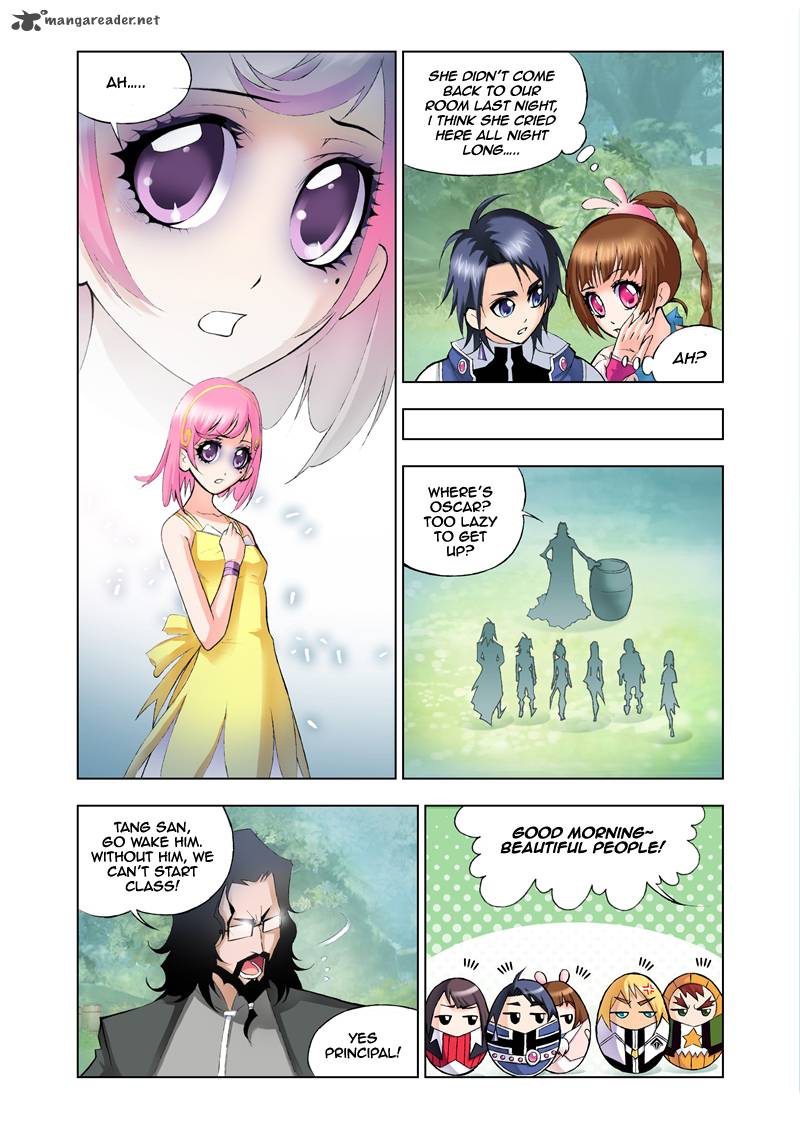 mangareader.net
AH.....
SHE DIDN'T COME
BACK TO OUR
ROOM LAST NIGHT,
I THINK SHE CRIED
HERE ALL NIGHT
LONG.....
AH?
WHERE'S
OSCAR?
TOO LAZY
TO GET
UP?
TANG SAN,
GO WAKE HIM.
WITHOUT HIM, WE
CAN'T START
CLASS!
YES
PRINCIPAL!
GOOD MORNING~
BEAUTIFUL PEOPLE!